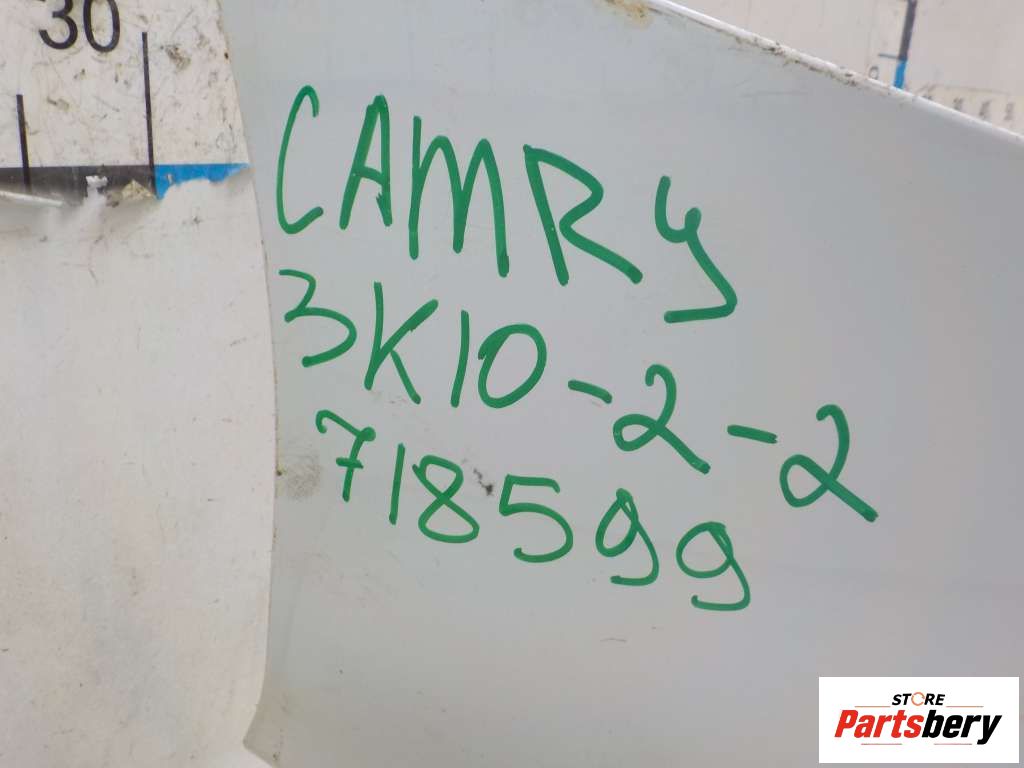 30
CAMRY
3K10-2-2
718599
STORE
Partsbery